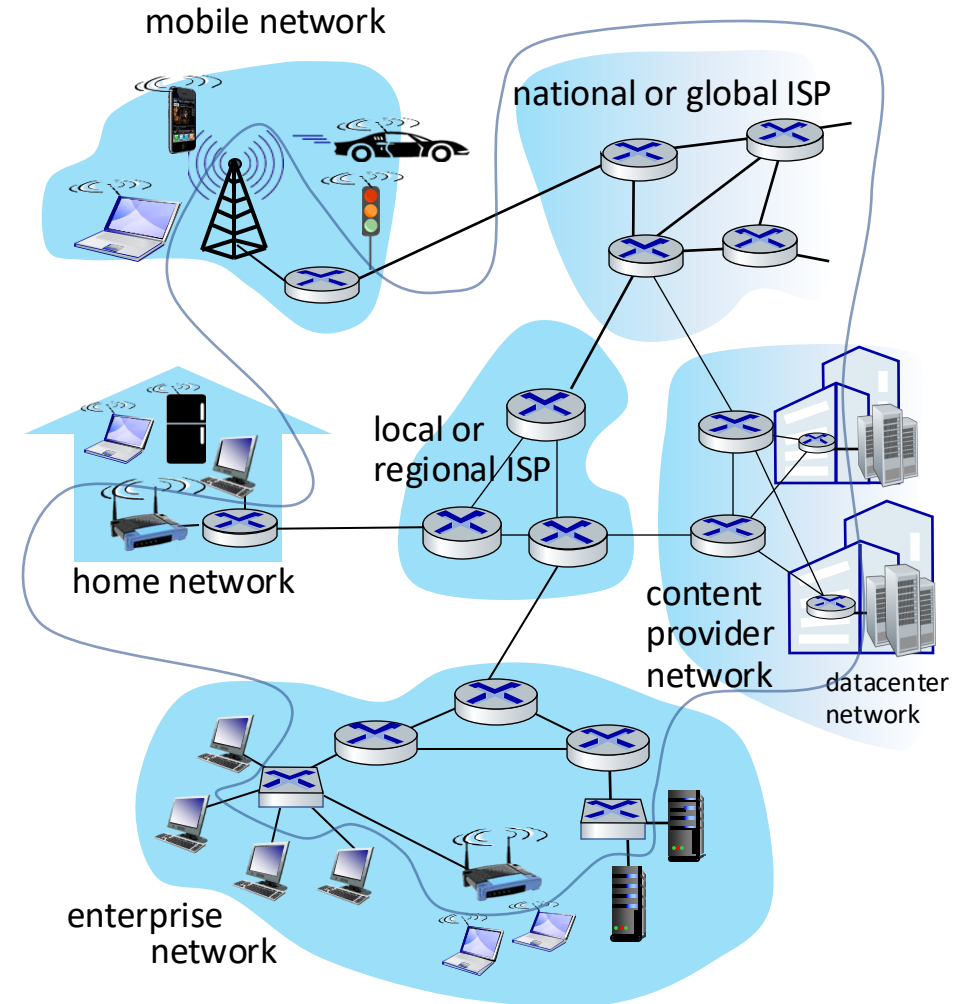 mobile network
national or global ISP
local or
regional ISP
home network
content
provider
network
datacenter
network
enterprise
network